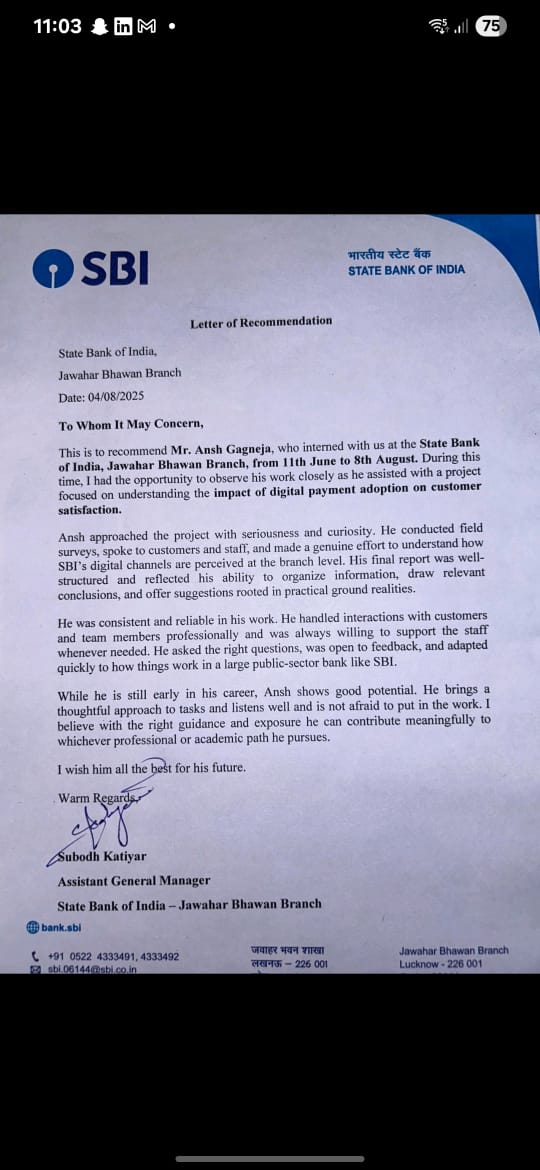 11:03
75
SBI
भारतीय स्टेट बैंक
STATE BANK OF INDIA
Letter of Recommendation
State Bank of India,
Jawahar Bhawan Branch
Date: 04/08/2025
To Whom It May Concern,
This is to recommend Mr. Ansh Gagneja, who interned with us at the State Bank
of India, Jawahar Bhawan Branch, from 11th June to 8th August. During this
time, I had the opportunity to observe his work closely as he assisted with a project
focused on understanding the impact of digital payment adoption on customer
satisfaction.
Ansh approached the project with seriousness and curiosity. He conducted field
surveys, spoke to customers and staff, and made a genuine effort to understand how
SBI's digital channels are perceived at the branch level. His final report was well-
structured and reflected his ability to organize information, draw relevant
conclusions, and offer suggestions rooted in practical ground realities.
He was consistent and reliable in his work. He handled interactions with customers
and team members professionally and was always willing to support the staff
whenever needed. He asked the right questions, was open to feedback, and adapted
quickly to how things work in a large public-sector bank like SBI.
While he is still early in his career, Ansh shows good potential. He brings a
thoughtful approach to tasks and listens well and is not afraid to put in the work. I
believe with the right guidance and exposure he can contribute meaningfully to
whichever professional or academic path he pursues.
I wish him all the best for his future.
Warm Regards,
Subodh Katiyar
Assistant General Manager
State Bank of India – Jawahar Bhawan Branch
bank.sbi
+91 0522 4333491, 4333492
sbi.06144@sbi.co.in
जवाहर भवन शाखा
लखनऊ – 226 001
Jawahar Bhawan Branch
Lucknow - 226 001